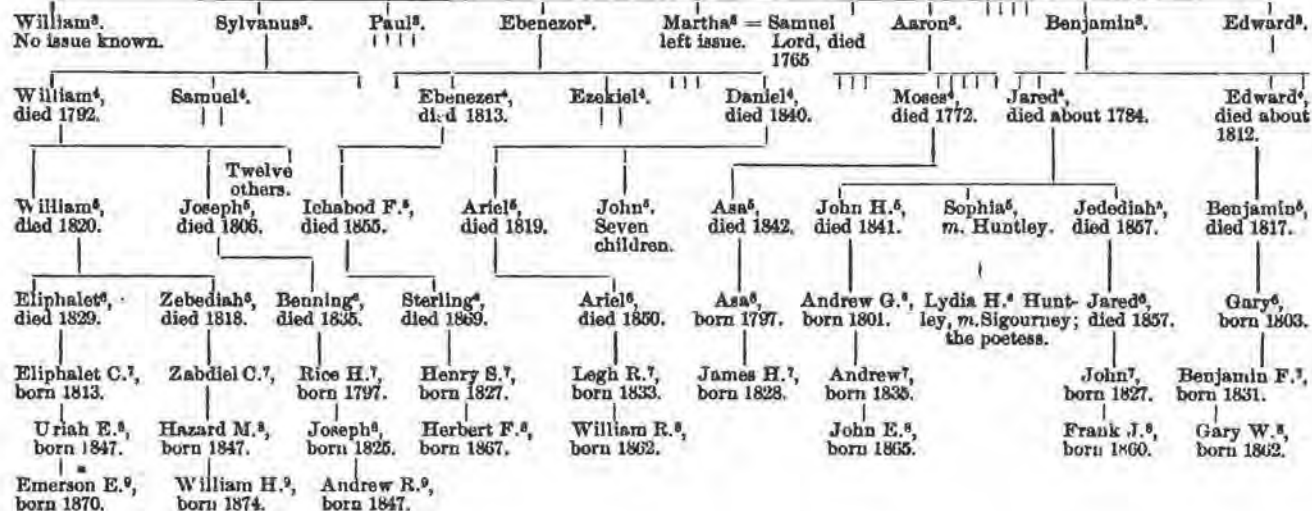 William³. Sylvanus³. Paul³. Ebenezer³. Martha³ = Samuel Aaron³. Benjamin³. Edward³.
No issue known. left issue. Lord, died
1765
William⁴, Samuel⁴. Ebenezer⁴, Ezekiel⁴. Daniel⁴, Moses⁴, Jared⁴, Edward⁴,
died 1792. died 1813. died 1840. died 1772. died about 1784. died about
1812.
Twelve
others.
William⁵, Joseph⁵, Ichabod F.⁵, Ariel⁵, John⁵. Asa⁵, John H.⁵, Sophia⁵, Jedediah⁵, Benjamin⁵,
died 1820. died 1806. died 1855. died 1819. Seven died 1842. died 1841. m. Huntley. died 1857. died 1817.
children.
Eliphalet⁶, Zebediah⁶, Benning⁶, Sterling⁶, Ariel⁶, Asa⁶, Andrew G.⁶, Lydia H.⁶ Hunt- Jared⁶, Gary⁶,
died 1829. died 1818. died 1835. died 1869. died 1850. born 1797. born 1801. ley, m. Sigourney; died 1857. born 1803.
the poetess.
Eliphalet C.⁷, Zabdiel C.⁷, Rice H.⁷, Henry S.⁷, Legh R.⁷, James H.⁷, Andrew⁷, John⁷, Benjamin F.⁷,
born 1813. born 1797. born 1827. born 1833. born 1828. born 1835. born 1827. born 1831.
Uriah E.⁸, Hazard M.⁸, Joseph⁸, Herbert F.⁸, William R.⁸, John E.⁸, Frank J.⁸, Gary W.⁸,
born 1847. born 1847. born 1825. born 1867. born 1862. born 1865. born 1860. born 1862.
Emerson E.⁹, William H.⁹, Andrew R.⁹,
born 1870. born 1874. born 1847.